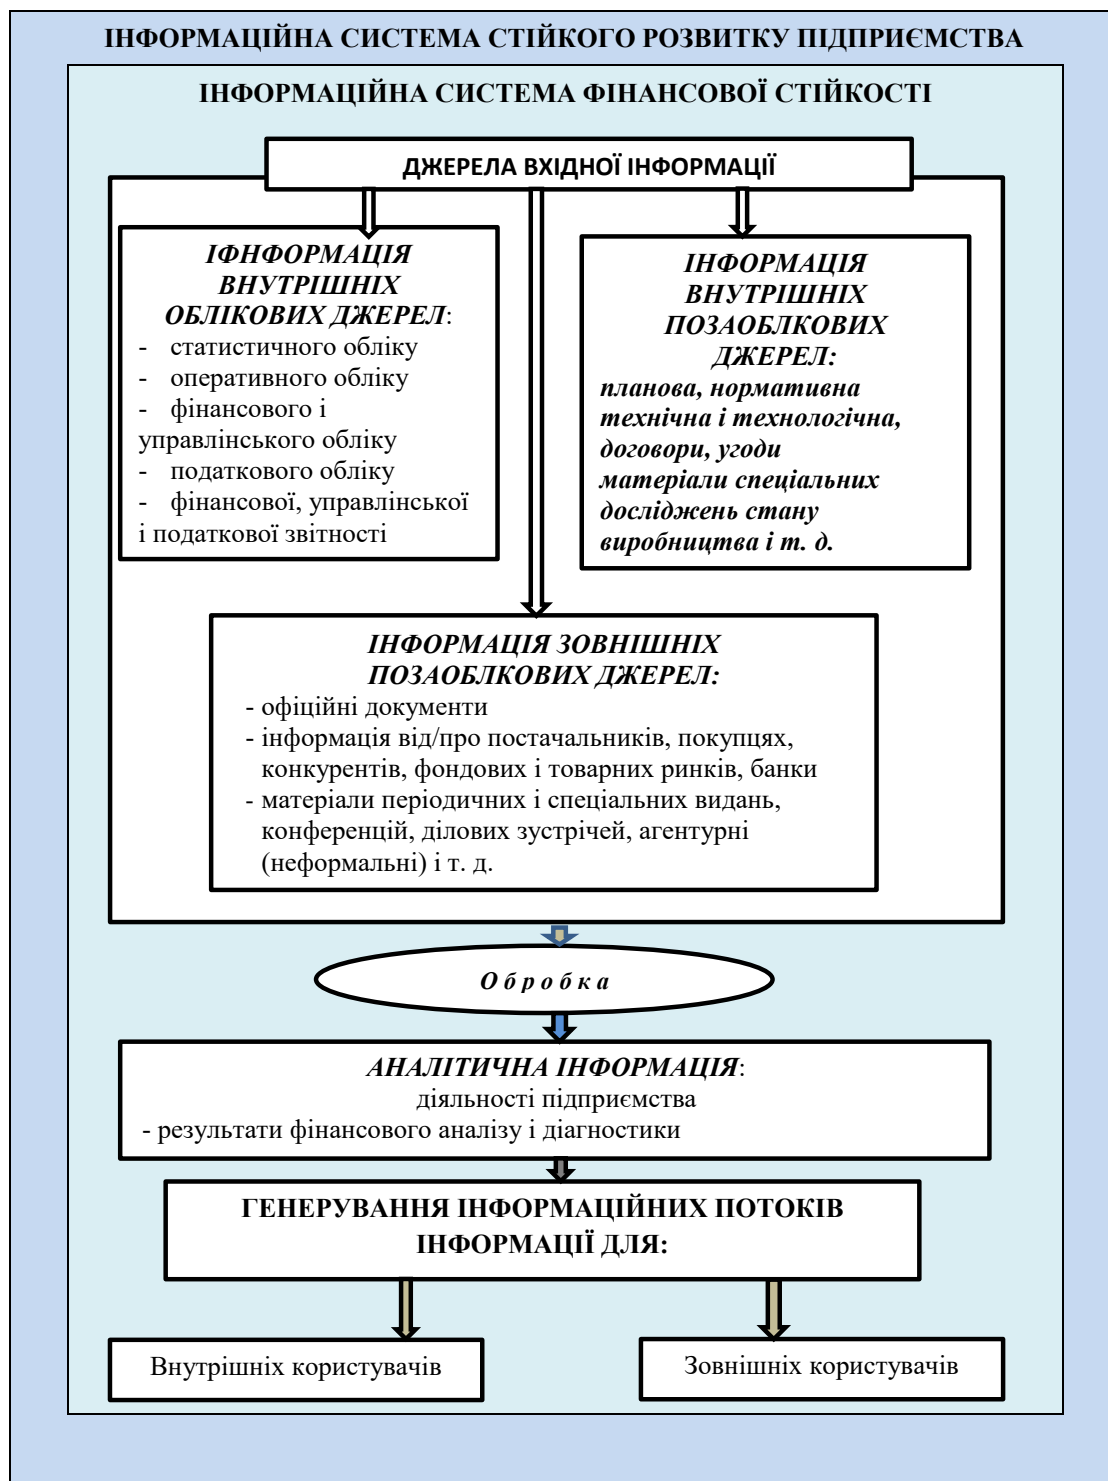 ІНФОРМАЦІЙНА СИСТЕМА СТІЙКОГО РОЗВИТКУ ПІДПРИЄМСТВА
ІНФОРМАЦІЙНА СИСТЕМА ФІНАНСОВОЇ СТІЙКОСТІ
ДЖЕРЕЛА ВХІДНОЇ ІНФОРМАЦІЇ
ІФНФОРМАЦІЯ
ВНУТРІШНІХ
ОБЛІКОВИХ ДЖЕРЕЛ:
- статистичного обліку
- оперативного обліку
- фінансового і
управлінського обліку
- податкового обліку
- фінансової, управлінської
і податкової звітності
ІНФОРМАЦІЯ
ВНУТРІШНІХ
ПОЗАОБЛКОВИХ
ДЖЕРЕЛ:
планова, нормативна
технічна і технологічна,
договори, угоди
матеріали спеціальних
досліджень стану
виробництва і т. д.
ІНФОРМАЦІЯ ЗОВНІШНІХ
ПОЗАОБЛКОВИХ ДЖЕРЕЛ:
- офіційні документи
- інформація від/про постачальників, покупцях,
конкурентів, фондових і товарних ринків, банки
- матеріали періодичних і спеціальних видань,
конференцій, ділових зустрічей, агентурні
(неформальні) і т. д.
О б р о б к а
АНАЛІТИЧНА ІНФОРМАЦІЯ:
діяльності підприємства
- результати фінансового аналізу і діагностики
ГЕНЕРУВАННЯ ІНФОРМАЦІЙНИХ ПОТОКІВ
ІНФОРМАЦІЇ ДЛЯ:
Внутрішніх користувачів
Зовнішніх користувачів